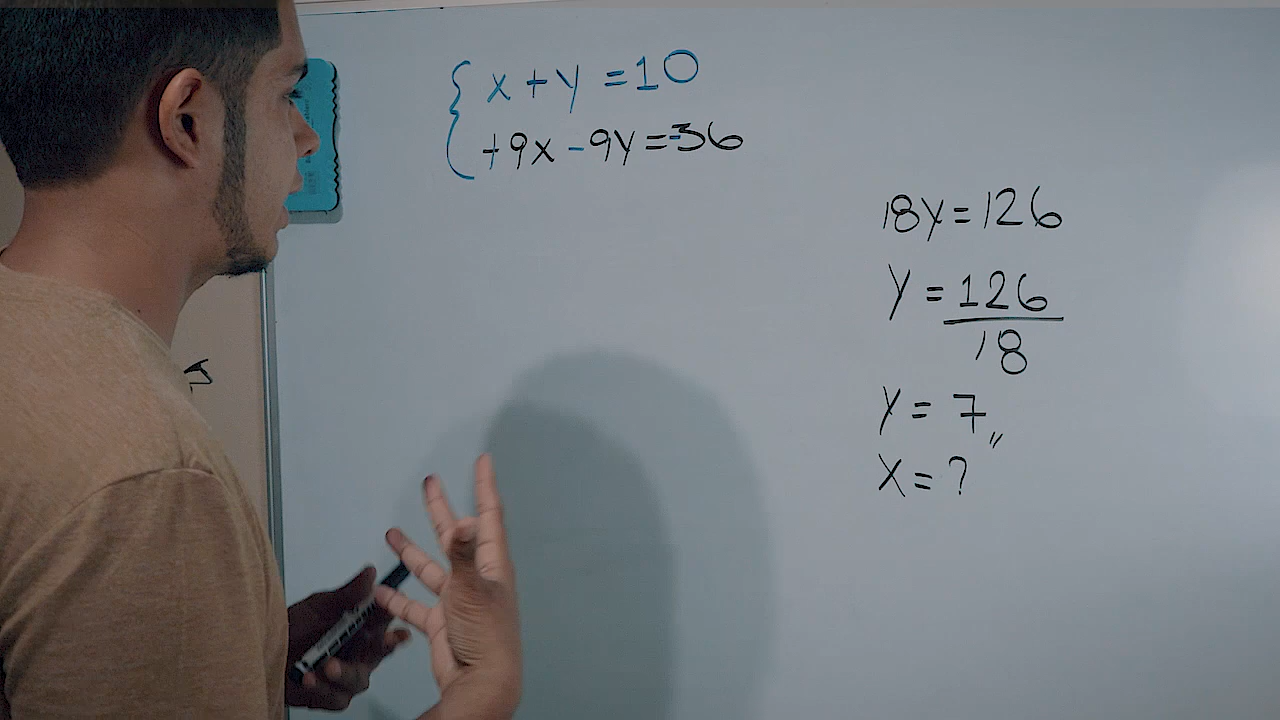 x + y = 10
+9x - 9y = -36
18y = 126
y = 126
18
y = 7,,
x = ?